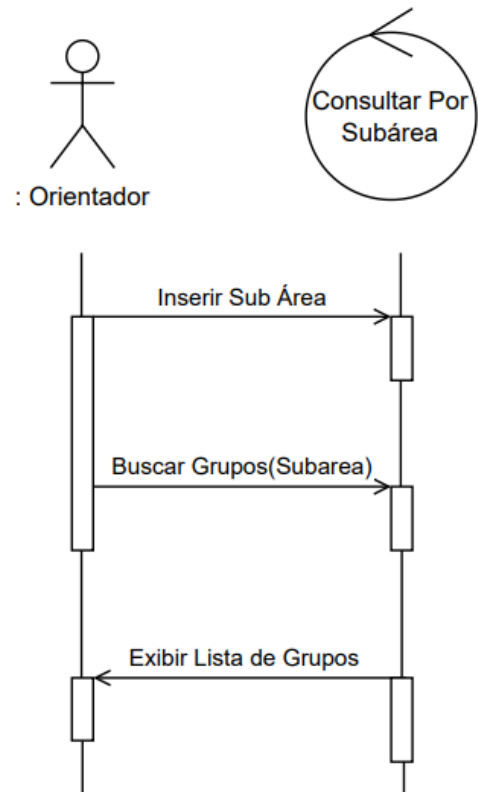 Consultar Por
Subárea
: Orientador
Inserir Sub Área
Buscar Grupos(Subarea)
Exibir Lista de Grupos